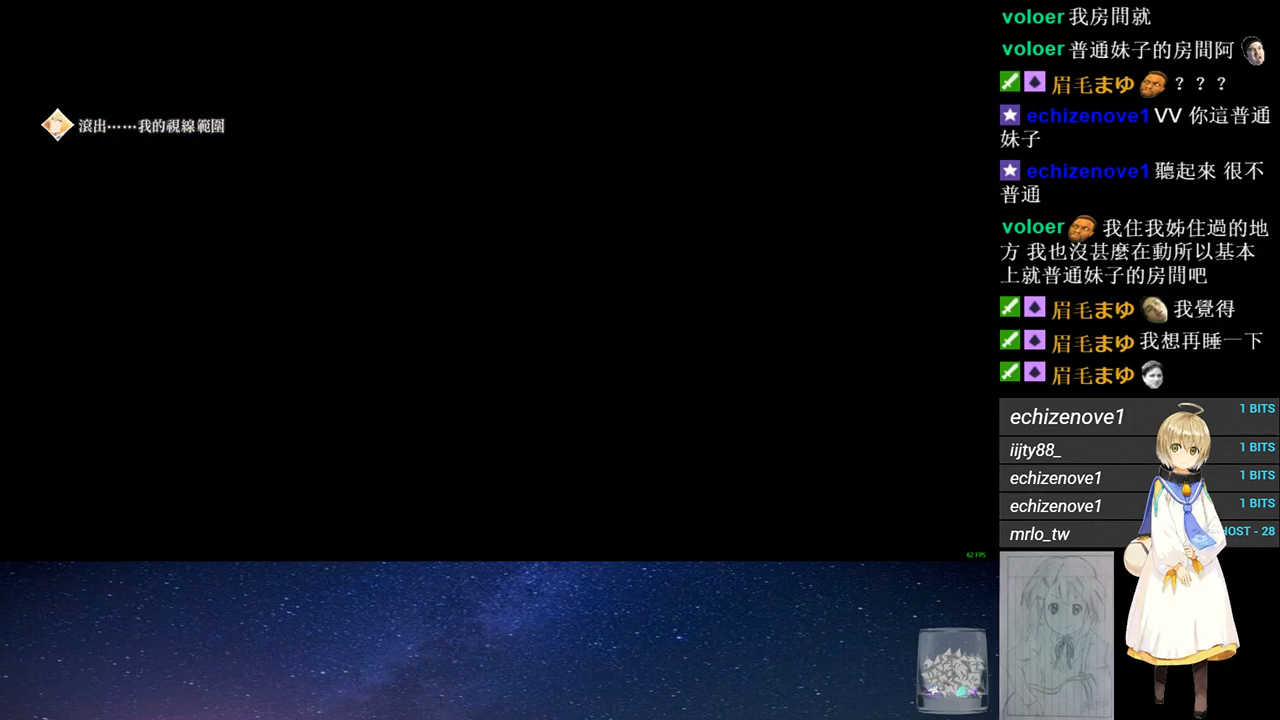 滾出……我的視線範圍
62 FPS
voloer 我房間就
voloer 普通妹子的房間阿
眉毛まゆ ？？？
echizenove1 VV 你這普通
妹子
echizenove1 聽起來 很不
普通
voloer 我住我姊住過的地
方 我也沒甚麼在動所以基本
上就普通妹子的房間吧
眉毛まゆ 我覺得
眉毛まゆ 我想再睡一下
眉毛まゆ
echizenove1 1 BITS
iijty88_ 1 BITS
echizenove1 1 BITS
echizenove1 1 BITS
mrlo_tw HOST - 28